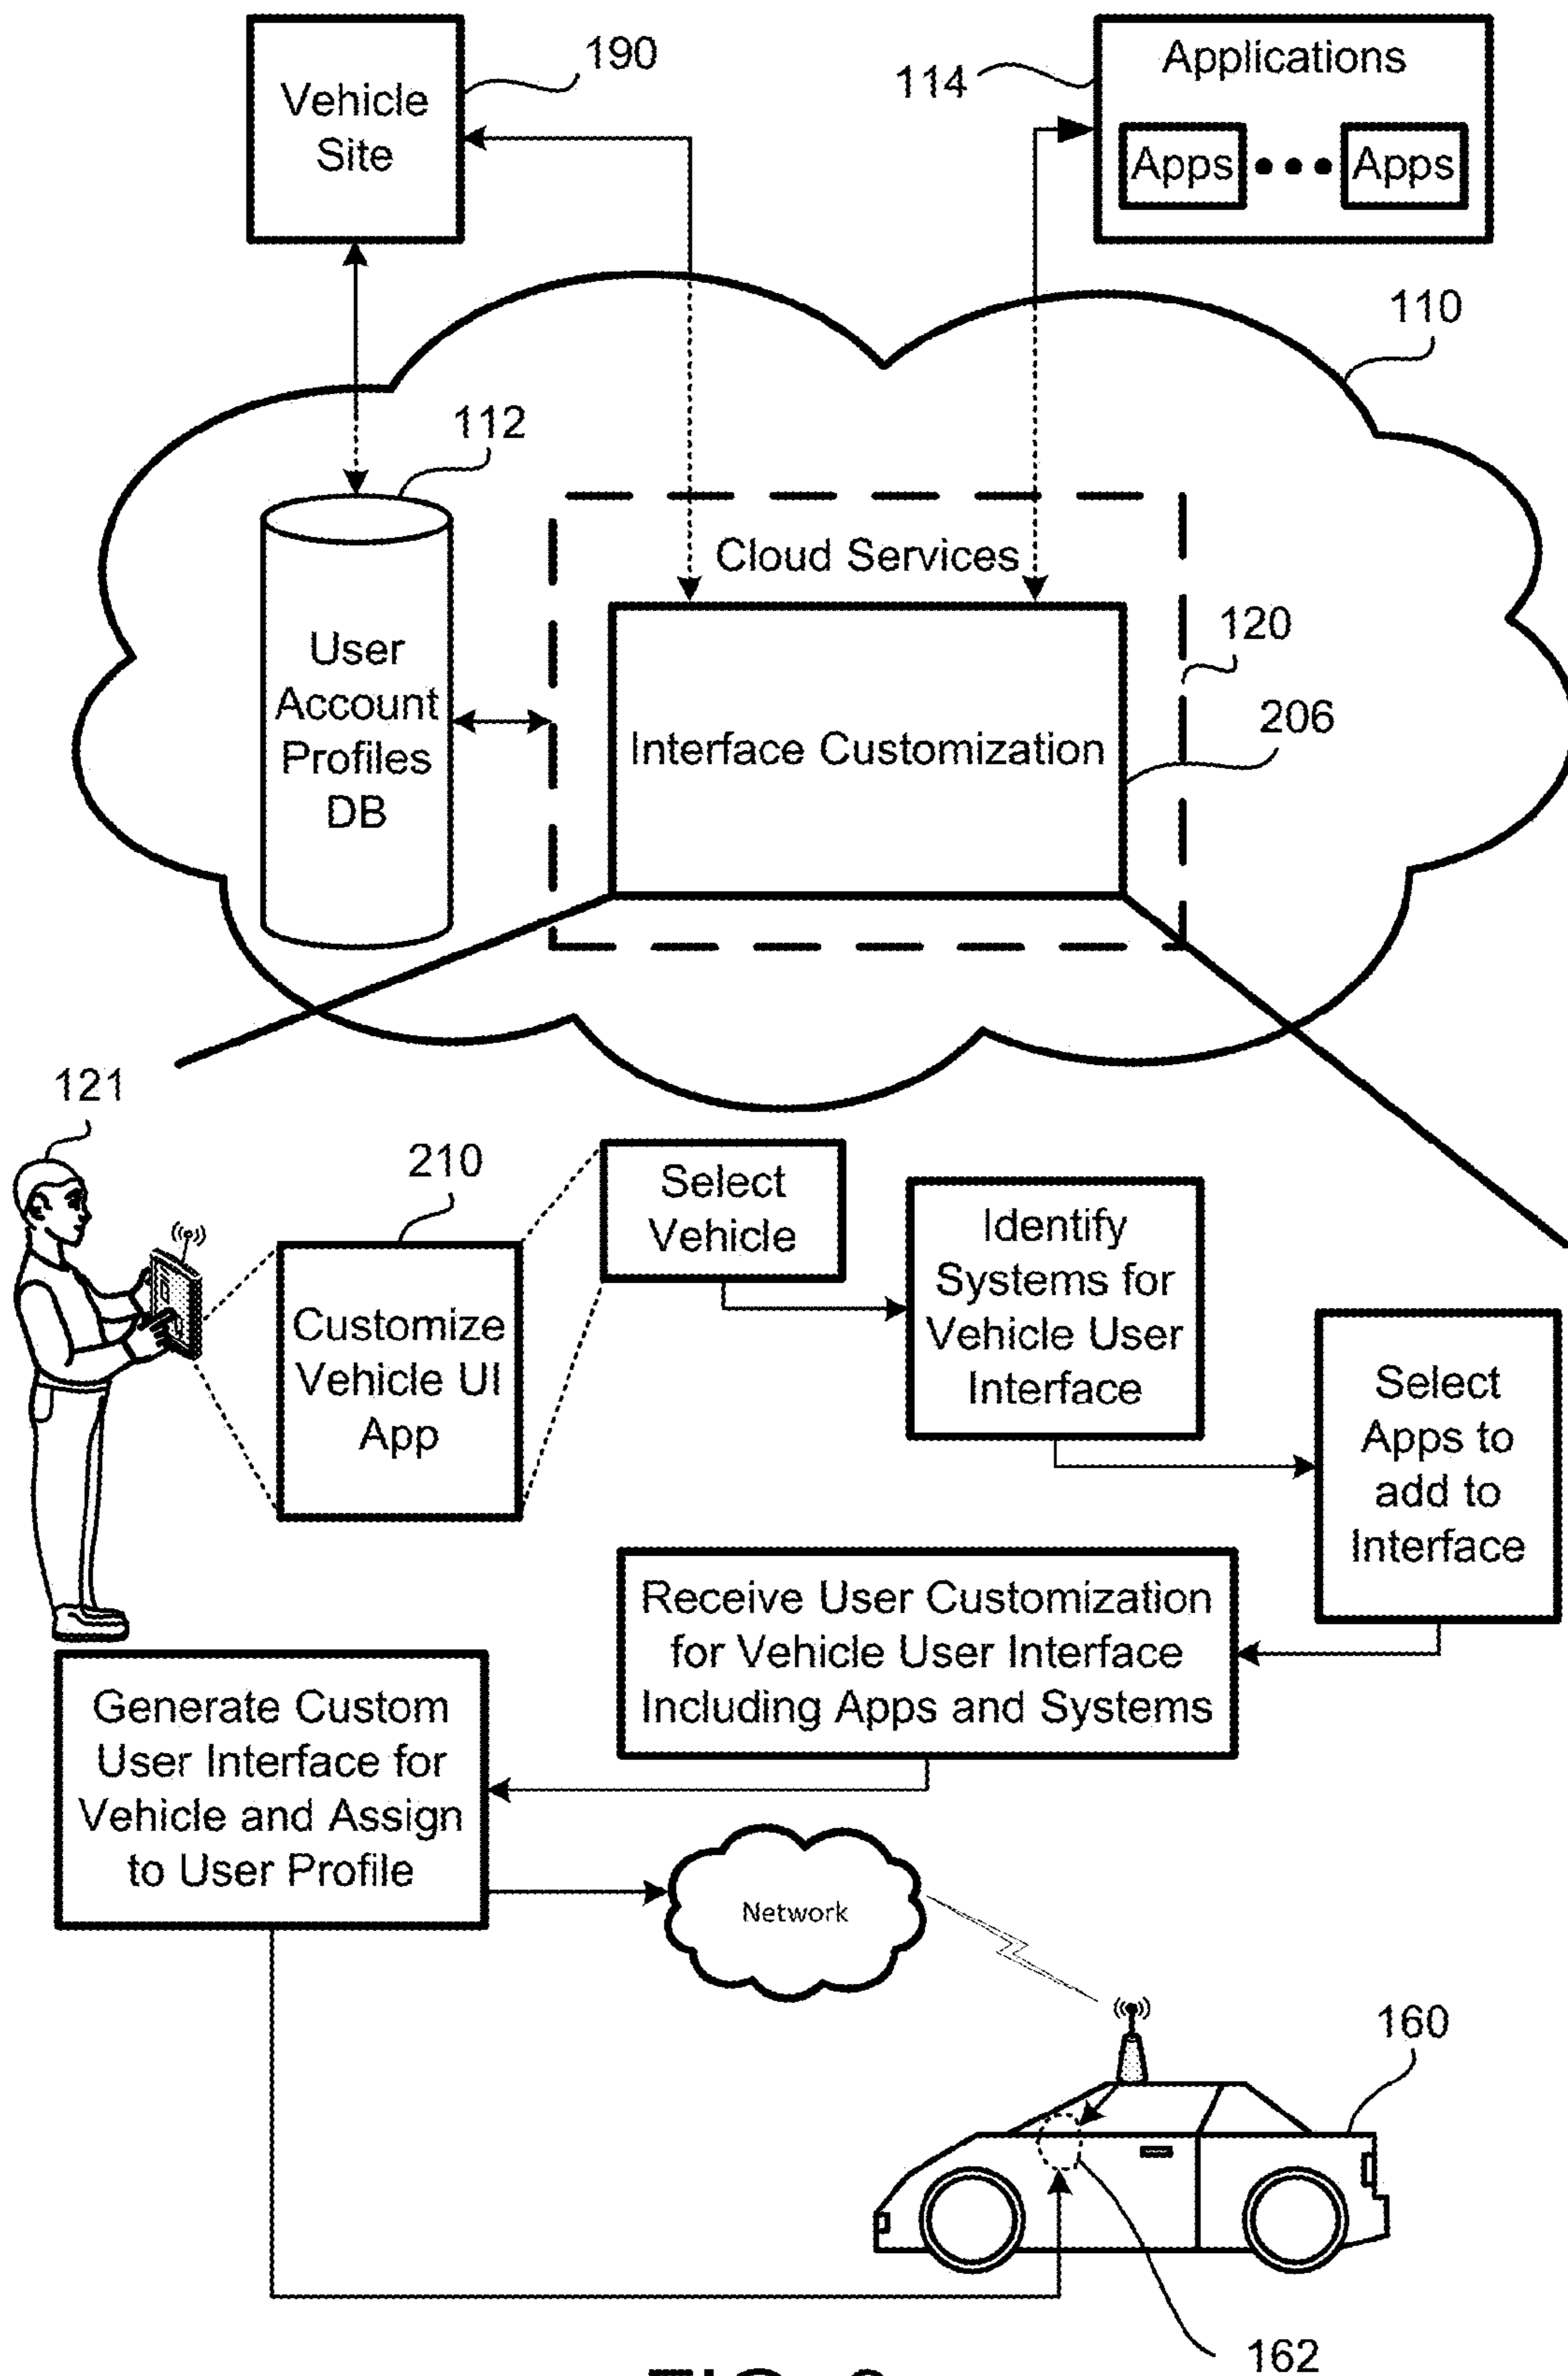 190
114
Vehicle
Site
Applications
Apps
Apps
110
112
Cloud Services
120
206
User
Account
Profiles
DB
Interface Customization
121
210
Select
Vehicle
Identify
Systems for
Vehicle User
Interface
Customize
Vehicle UI
App
Select
Apps to
add to
Interface
Receive User Customization
for Vehicle User Interface
Including Apps and Systems
Generate Custom
User Interface for
Vehicle and Assign
to User Profile
Network
160
162